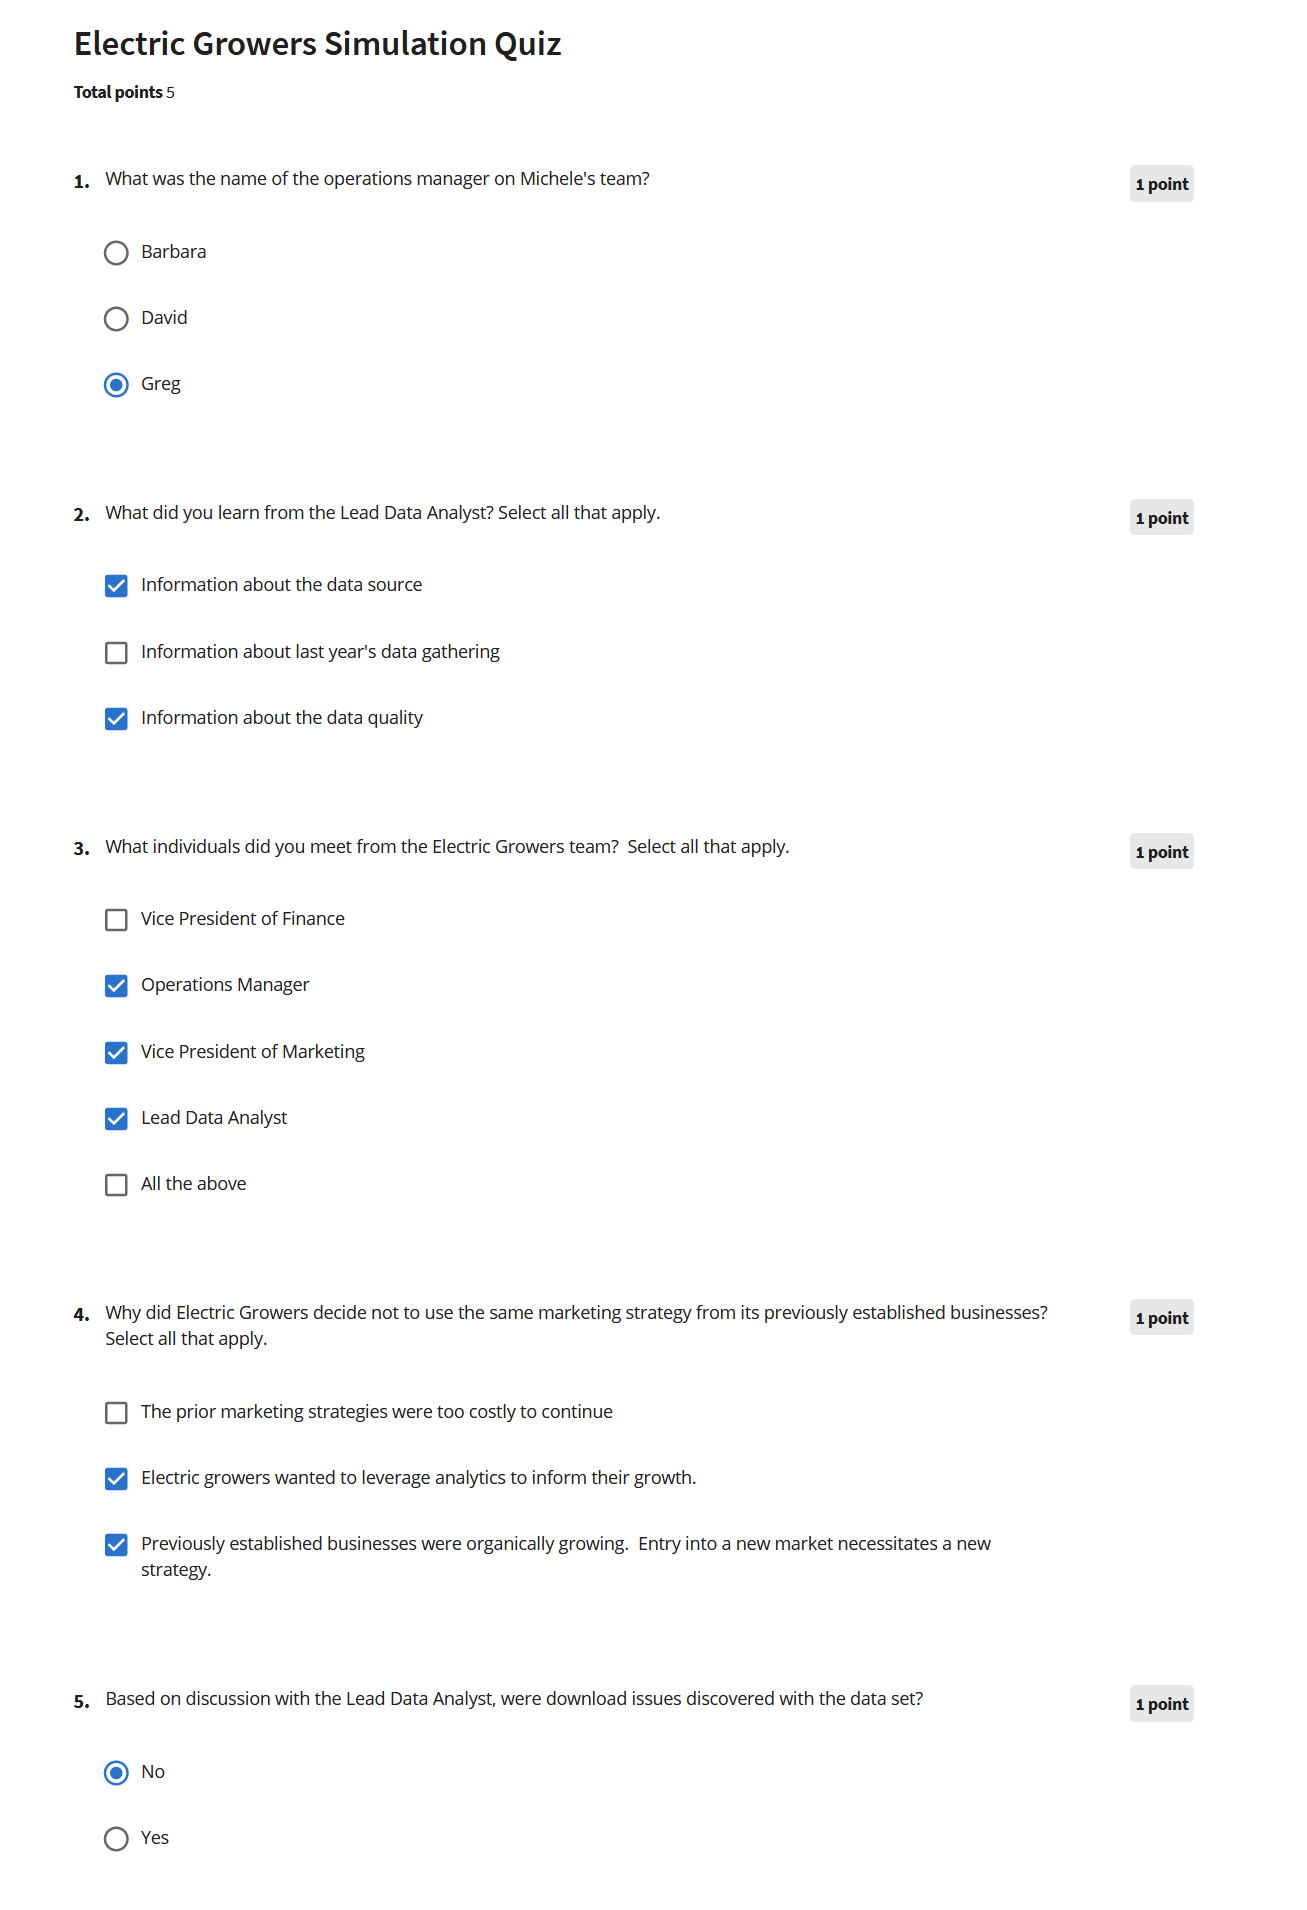 Electric Growers Simulation Quiz
Total points 5
1. What was the name of the operations manager on Michele's team?
1 point
Barbara
David
Greg
2. What did you learn from the Lead Data Analyst? Select all that apply.
1 point
Information about the data source
Information about last year's data gathering
Information about the data quality
3. What individuals did you meet from the Electric Growers team?  Select all that apply.
1 point
Vice President of Finance
Operations Manager
Vice President of Marketing
Lead Data Analyst
All the above
4. Why did Electric Growers decide not to use the same marketing strategy from its previously established businesses?
Select all that apply.
1 point
The prior marketing strategies were too costly to continue
Electric growers wanted to leverage analytics to inform their growth.
Previously established businesses were organically growing.  Entry into a new market necessitates a new
strategy.
5. Based on discussion with the Lead Data Analyst, were download issues discovered with the data set?
1 point
No
Yes